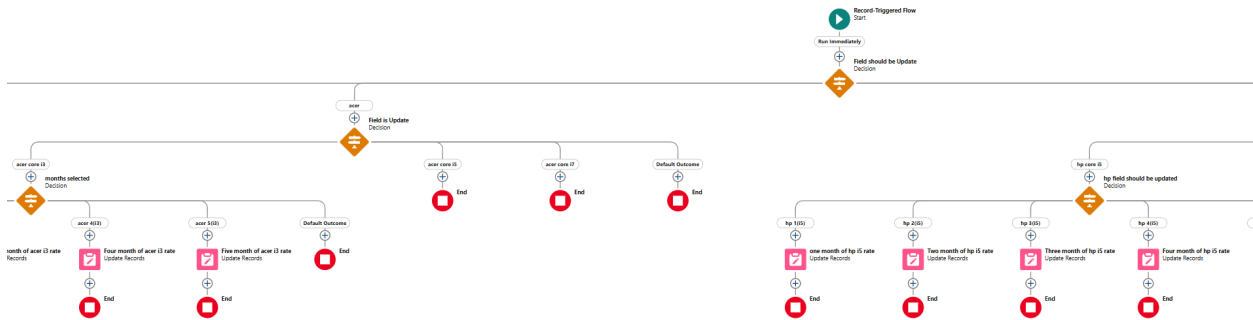 Record-Triggered Flow
Start
Run Immediately
Field should be Update
Decision
acer
Field is Update
Decision
acer core i3
acer core i5
acer core i7
Default Outcome
hp core i5
months selected
Decision
End
End
End
hp field should be updated
Decision
acer 4(i3)
acer 5(i3)
Default Outcome
hp 1(i5)
hp 2(i5)
hp 3(i5)
hp 4(i5)
onth of acer i3 rate
Records
Four month of acer i3 rate
Update Records
Five month of acer i3 rate
Update Records
End
one month of hp i5 rate
Update Records
Two month of hp i5 rate
Update Records
Three month of hp i5 rate
Update Records
Four month of hp i5 rate
Update Records
End
End
End
End
End
End